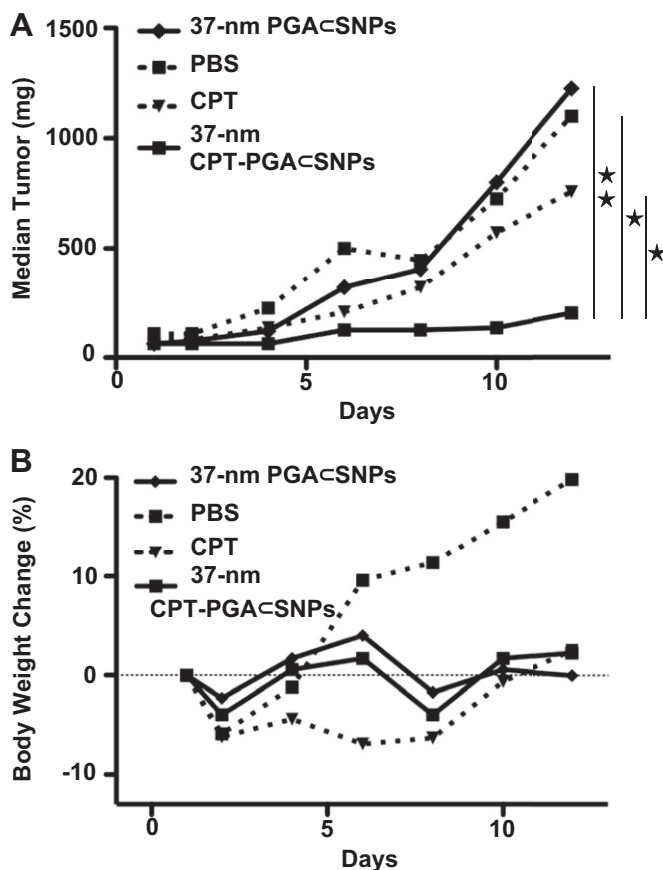 A
Median Tumor (mg)
1500
1000
500
0
37-nm PGA⊂SNPs
PBS
CPT
37-nm
CPT-PGA⊂SNPs
★★
★
★
0
5
10
Days
B
Body Weight Change (%)
20
10
0
-10
37-nm PGA⊂SNPs
PBS
CPT
37-nm
CPT-PGA⊂SNPs
0
5
10
Days